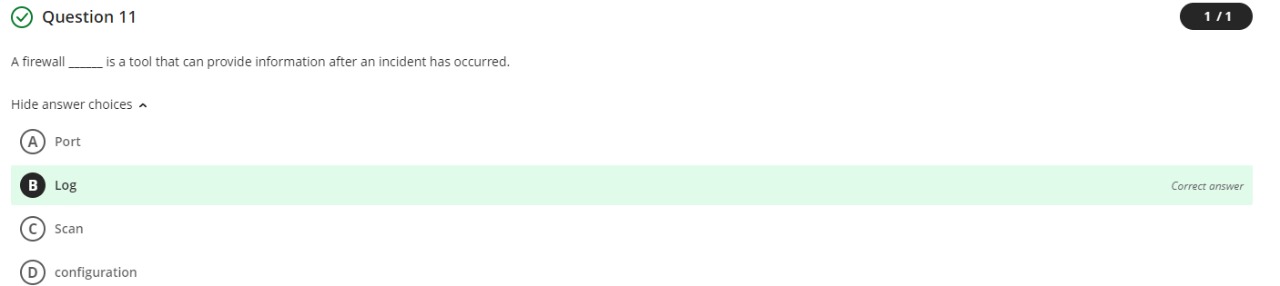 Question 11
1 / 1
A firewall ______ is a tool that can provide information after an incident has occurred.
Hide answer choices
A Port
B Log Correct answer
C Scan
D configuration